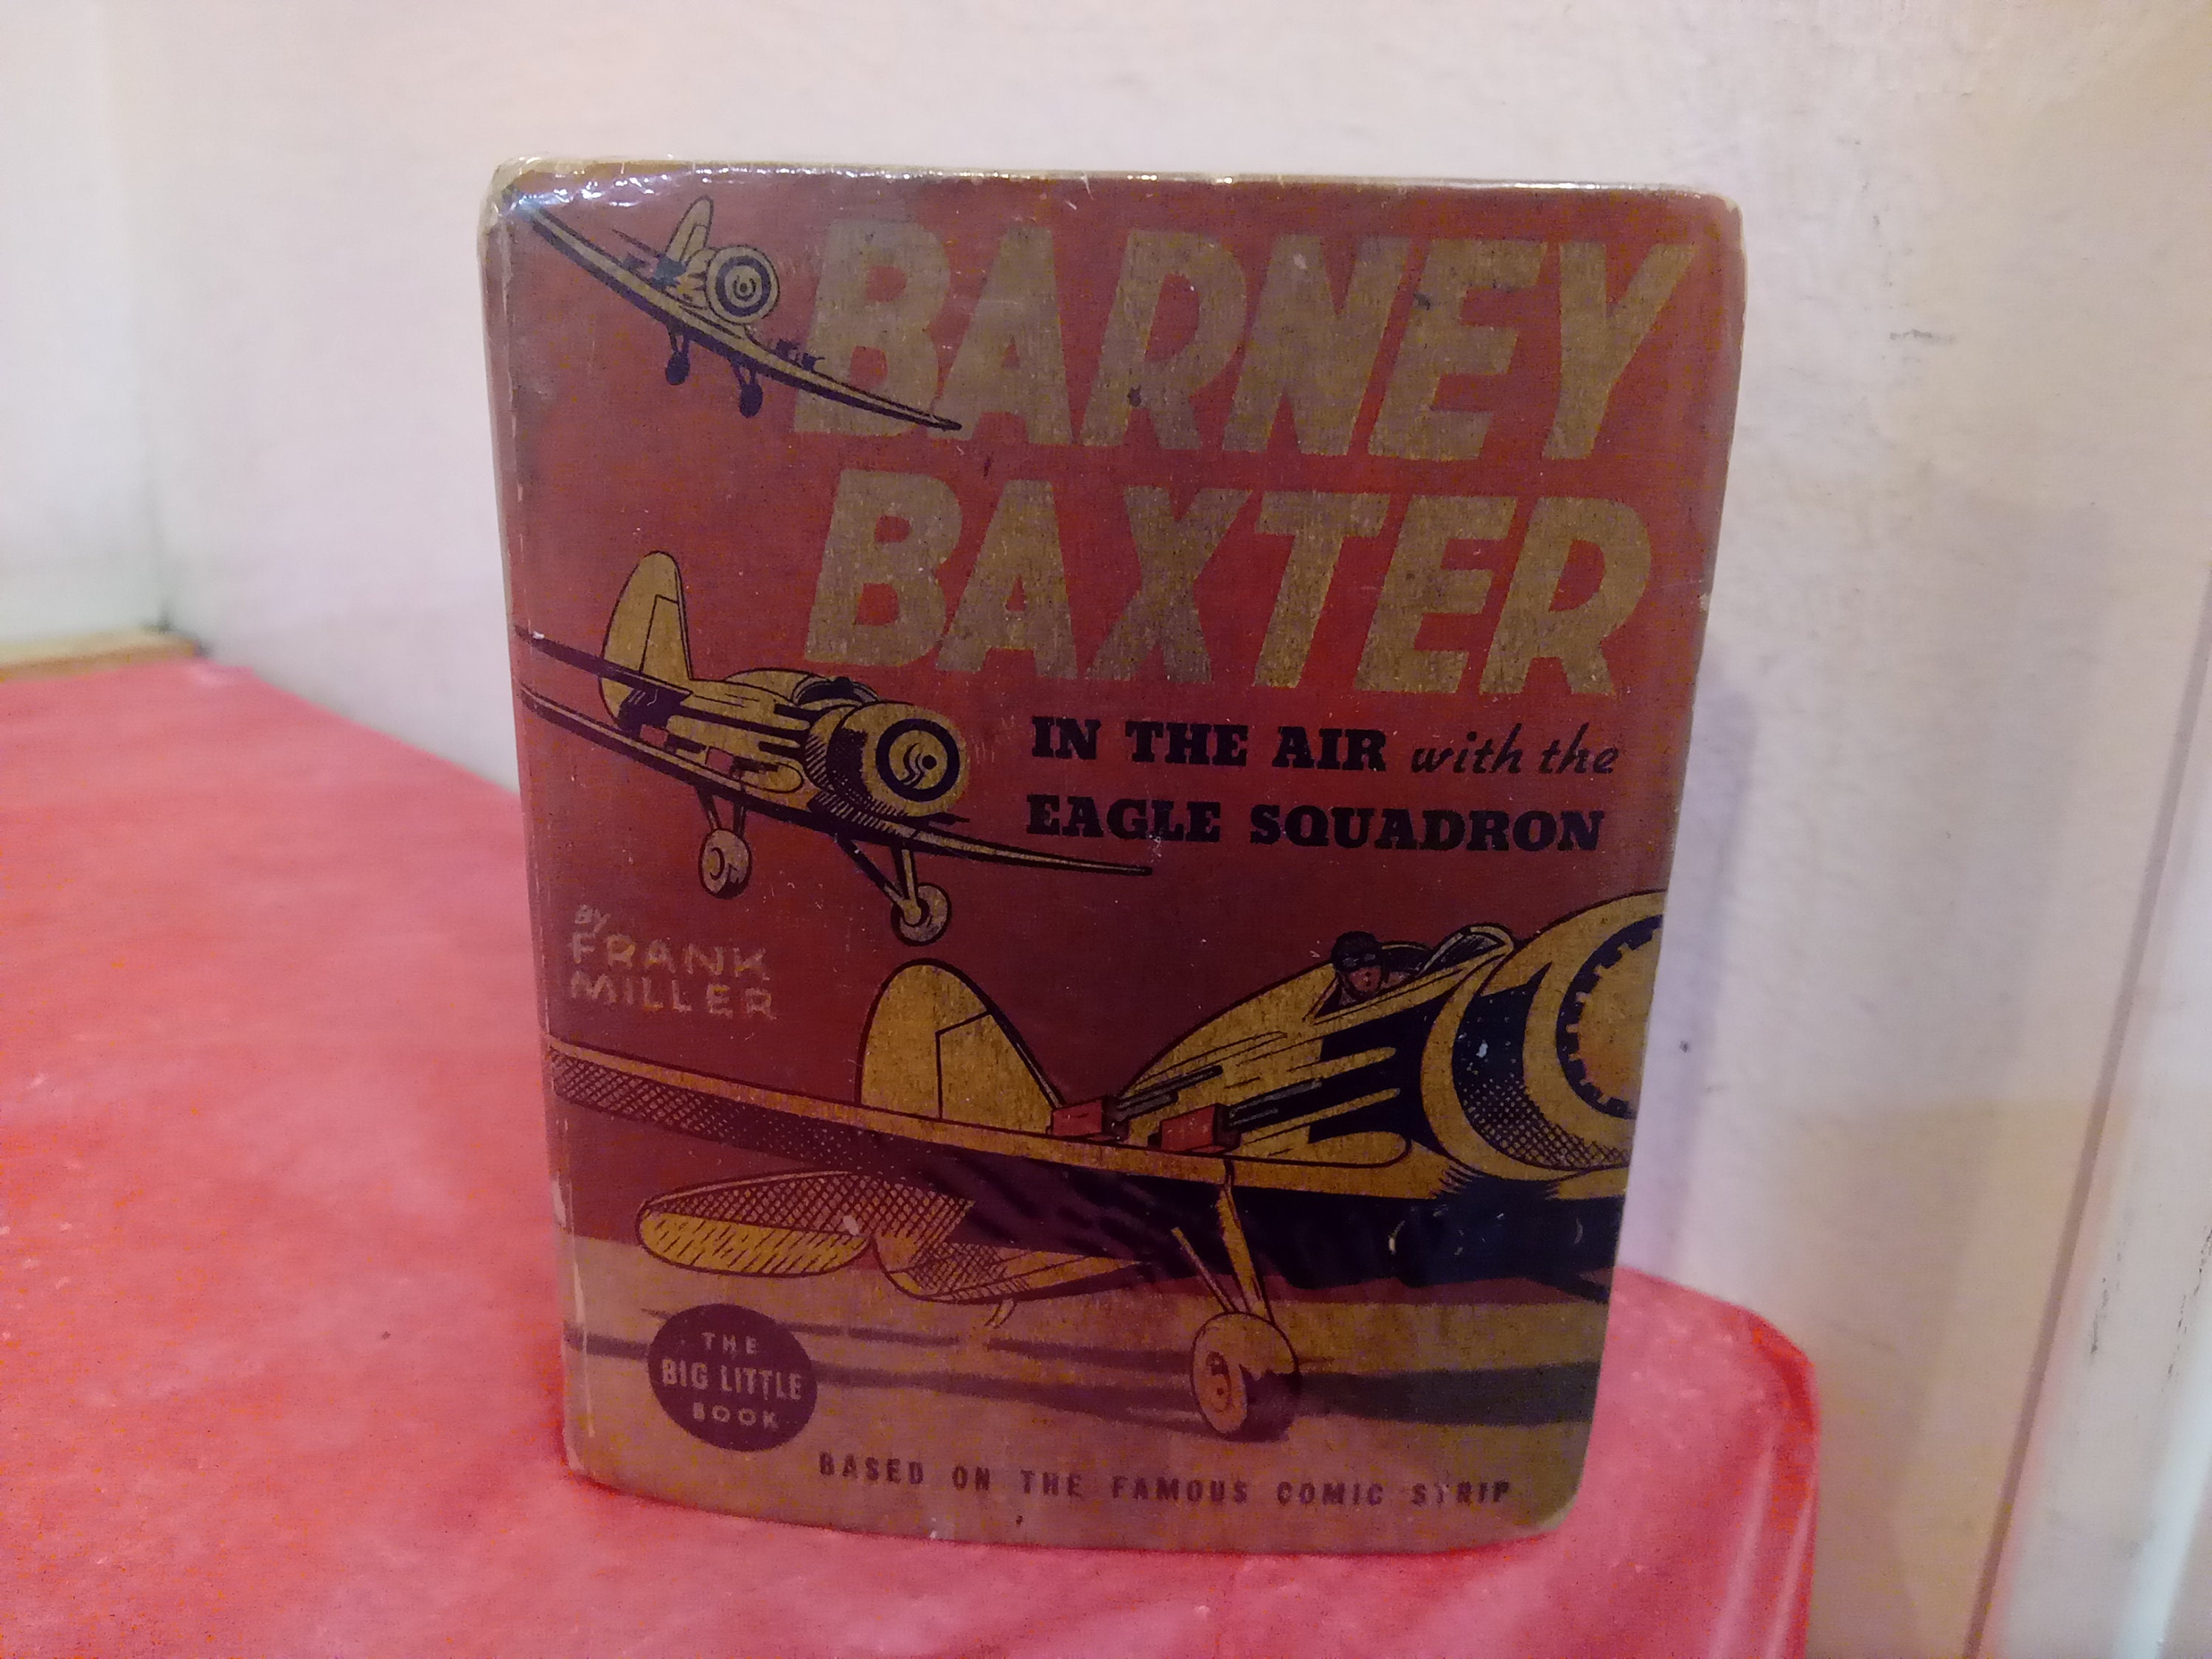 BARNEY
BAXTER
IN THE AIR with the
EAGLE SQUADRON
BY
FRANK
MILLER
THE
BIG LITTLE
BOOK
BASED ON THE FAMOUS COMIC STRIP